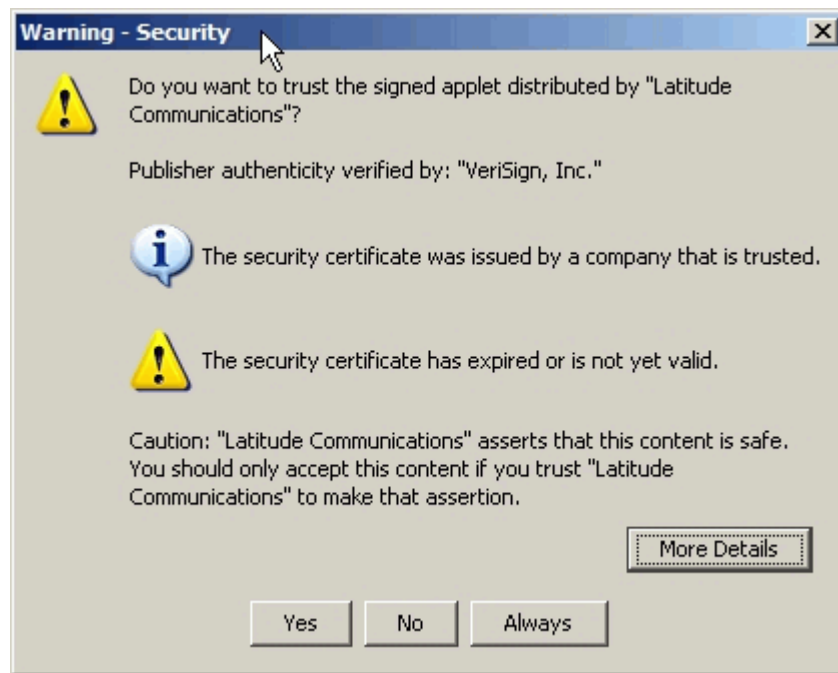 Warning - Security
Do you want to trust the signed applet distributed by "Latitude
Communications"?
Publisher authenticity verified by: "VeriSign, Inc."
The security certificate was issued by a company that is trusted.
The security certificate has expired or is not yet valid.
Caution: "Latitude Communications" asserts that this content is safe.
You should only accept this content if you trust "Latitude
Communications" to make that assertion.
More Details
Yes No Always